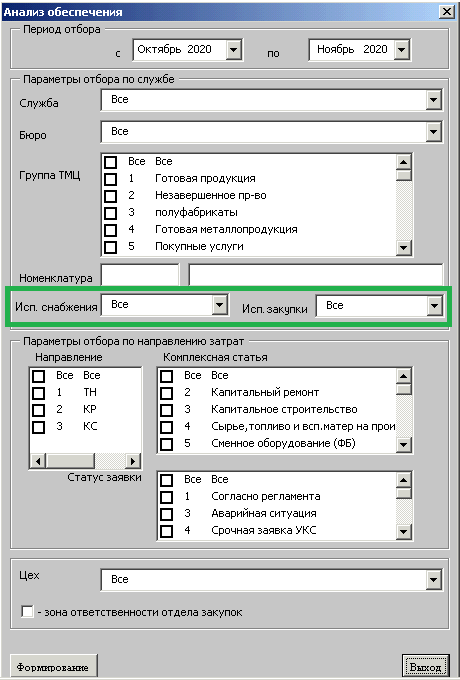 Анализ обеспечения
Период отбора
с Октябрь 2020 по Ноябрь 2020
Параметры отбора по службе
Служба Все
Бюро Все
Группа ТМЦ
Все Все
1 Готовая продукция
2 Незавершенное пр-во
3 полуфабрикаты
4 Готовая металлопродукция
5 Покупные услуги
Номенклатура
Исп. снабжения Все Исп. закупки Все
Параметры отбора по направлению затрат
Направление
Все Все
1 ТН
2 КР
3 КС
Комплексная статья
Все Все
2 Капитальный ремонт
3 Капитальное строительство
4 Сырье,топливо и всп.матер на прои
5 Сменное оборудование (ФБ)
Статус заявки
Все Все
1 Согласно регламента
3 Аварийная ситуация
4 Срочная заявка УКС
Цех Все
- зона ответственности отдела закупок
Формирование Выход